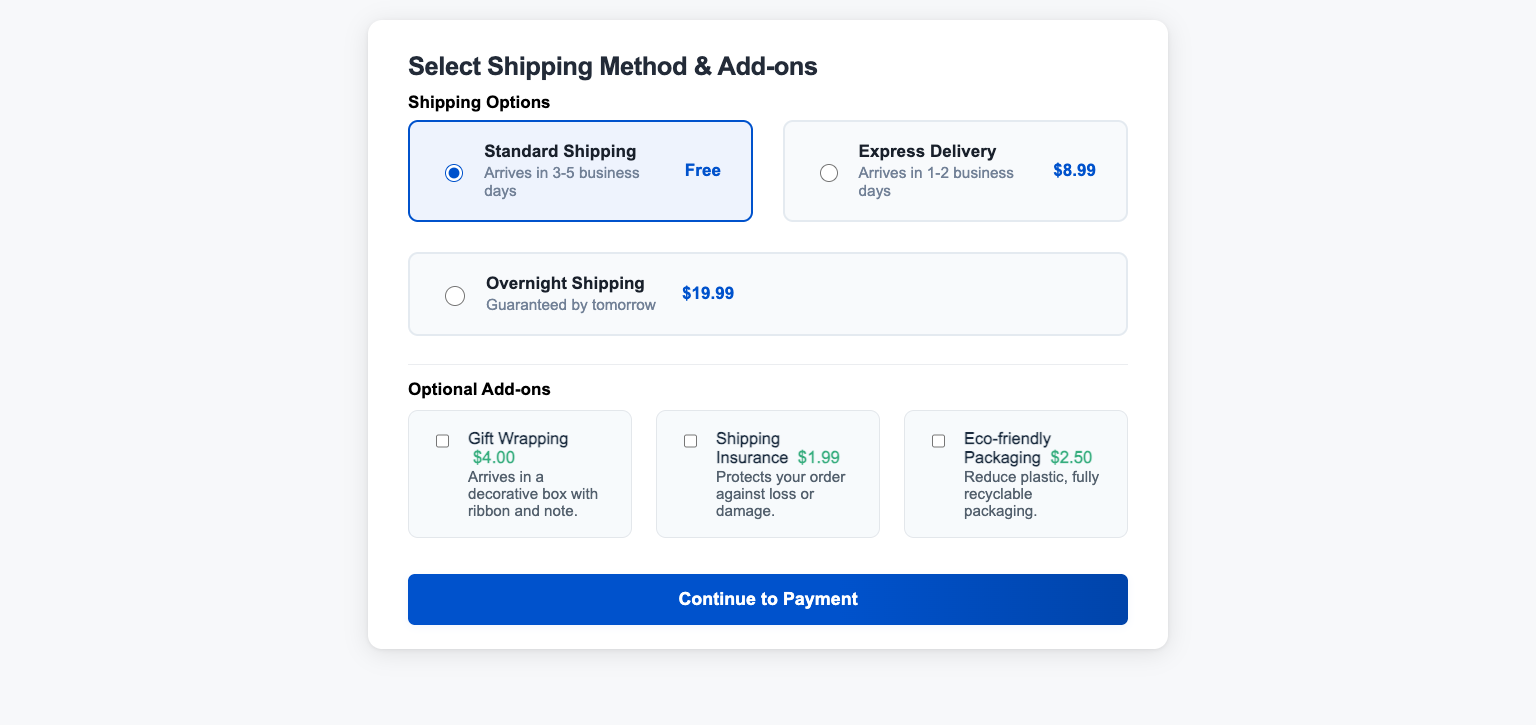 Select Shipping Method & Add-ons
Shipping Options
Standard Shipping
Arrives in 3-5 business
days
Free
Express Delivery
Arrives in 1-2 business
days
$8.99
Overnight Shipping
Guaranteed by tomorrow
$19.99
Optional Add-ons
Gift Wrapping
$4.00
Arrives in a
decorative box with
ribbon and note.
Shipping
Insurance $1.99
Protects your order
against loss or
damage.
Eco-friendly
Packaging $2.50
Reduce plastic, fully
recyclable
packaging.
Continue to Payment